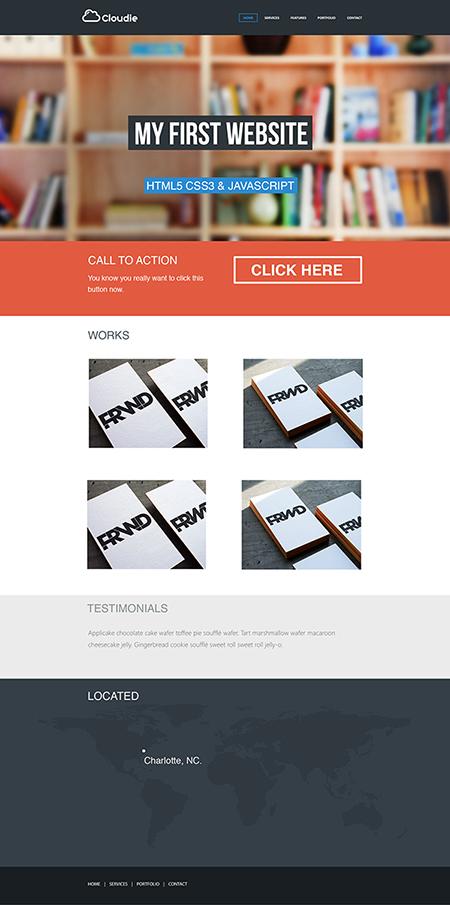 Cloudie
HOME SERVICES FEATURES PORTFOLIO CONTACT
MY FIRST WEBSITE
HTML5 CSS3 & JAVASCRIPT
CALL TO ACTION
You know you really want to click this
button now.
CLICK HERE
WORKS
FRWD FRWD
FRWD FRWD
FRWD FRWD
FRWD FRWD
TESTIMONIALS
Applicake chocolate cake wafer toffee pie soufflé wafer. Tart marshmallow wafer macaroon
cheesecake jelly. Gingerbread cookie soufflé sweet roll sweet roll jelly-o.
LOCATED
Charlotte, NC.
HOME | SERVICES | PORTFOLIO | CONTACT